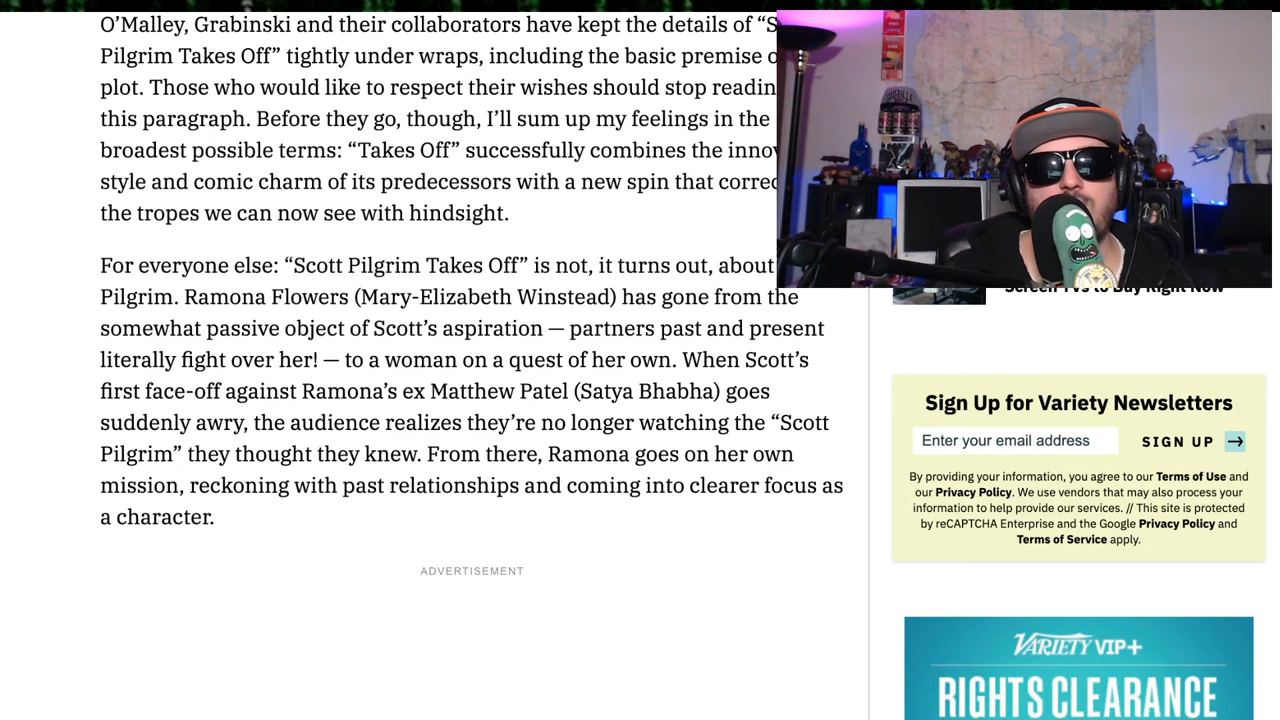 O’Malley, Grabinski and their collaborators have kept the details of “S
Pilgrim Takes Off” tightly under wraps, including the basic premise o
plot. Those who would like to respect their wishes should stop readin
this paragraph. Before they go, though, I’ll sum up my feelings in the
broadest possible terms: “Takes Off” successfully combines the innov
style and comic charm of its predecessors with a new spin that correc
the tropes we can now see with hindsight.
For everyone else: “Scott Pilgrim Takes Off” is not, it turns out, about
Pilgrim. Ramona Flowers (Mary-Elizabeth Winstead) has gone from the
somewhat passive object of Scott’s aspiration — partners past and present
literally fight over her! — to a woman on a quest of her own. When Scott’s
first face-off against Ramona’s ex Matthew Patel (Satya Bhabha) goes
suddenly awry, the audience realizes they’re no longer watching the “Scott
Pilgrim” they thought they knew. From there, Ramona goes on her own
mission, reckoning with past relationships and coming into clearer focus as
a character.
ADVERTISEMENT
Screen TVs to Buy Right Now
Sign Up for Variety Newsletters
Enter your email address
SIGN UP →
By providing your information, you agree to our Terms of Use and
our Privacy Policy. We use vendors that may also process your
information to help provide our services. // This site is protected
by reCAPTCHA Enterprise and the Google Privacy Policy and
Terms of Service apply.
VARIETY VIP+
RIGHTS CLEARANCE